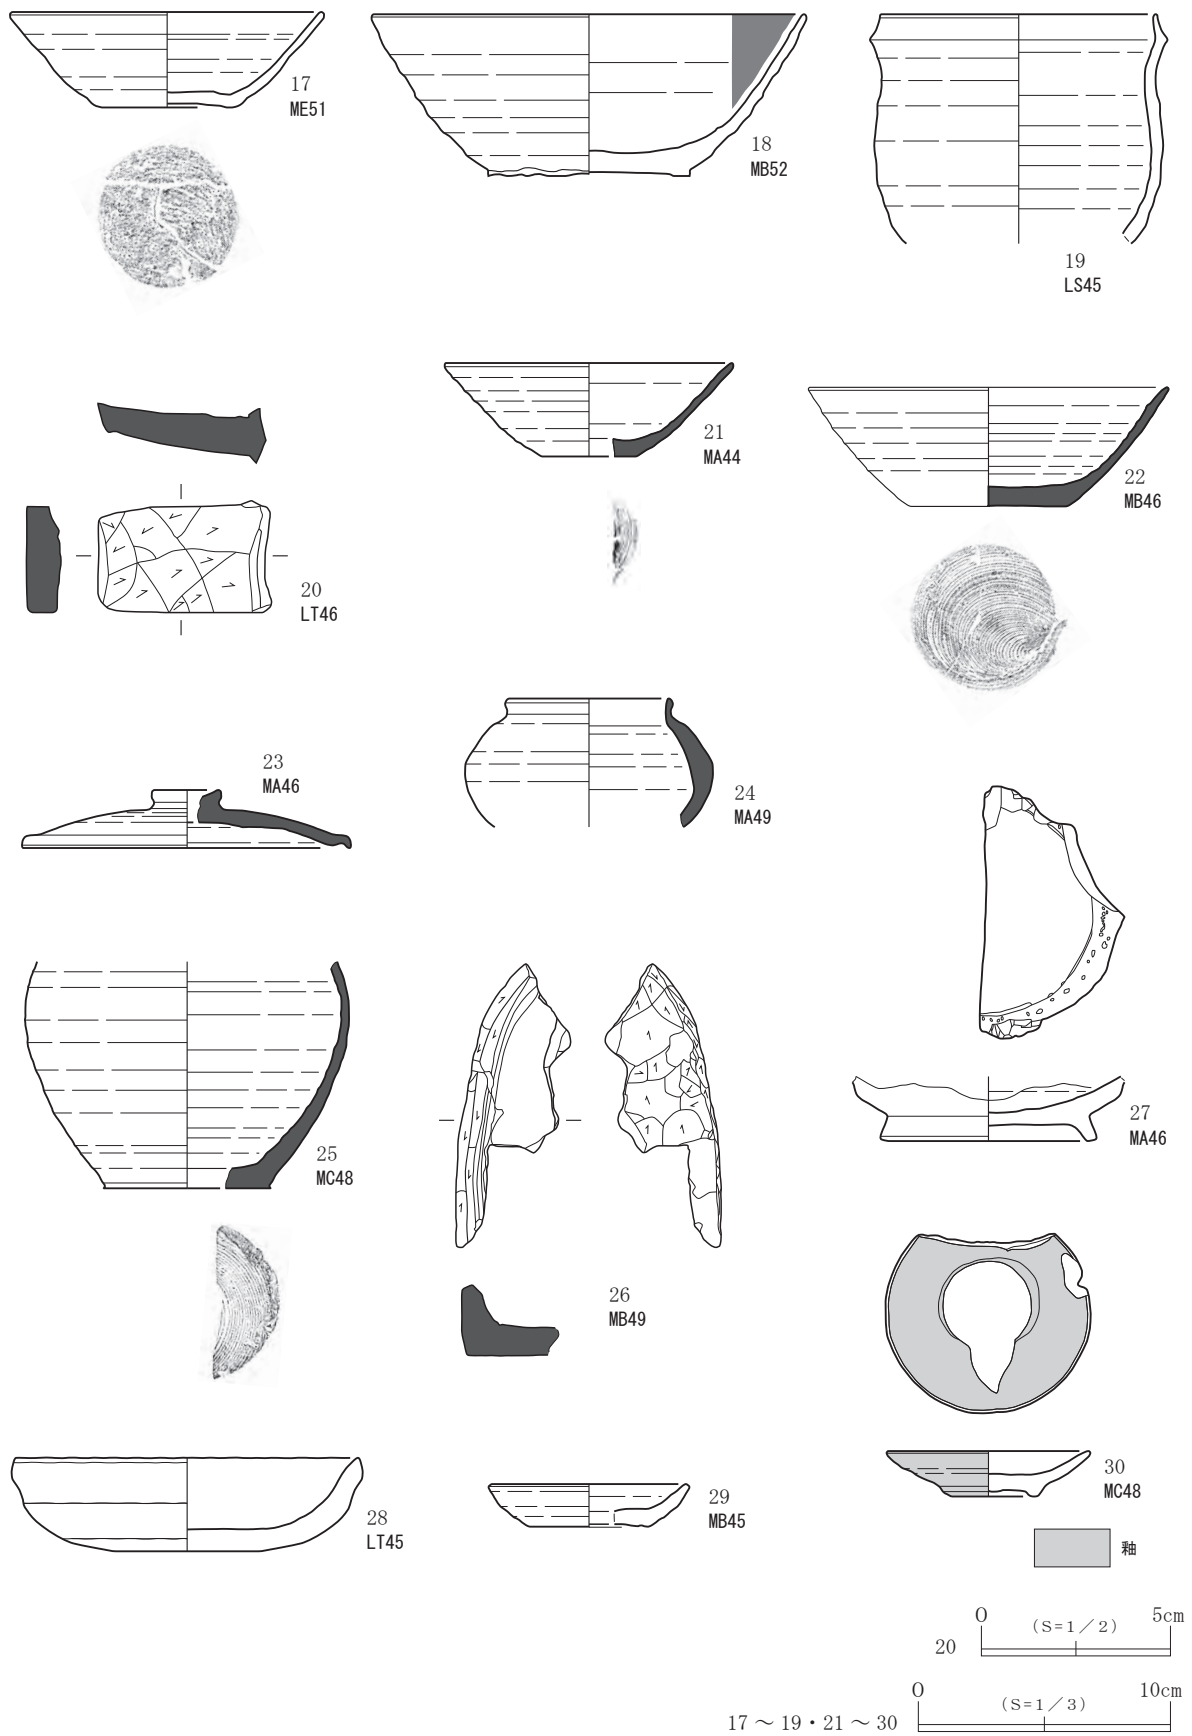 17
ME51
18
MB52
19
LS45
20
LT46
21
MA44
22
MB46
23
MA46
24
MA49
25
MC48
26
MB49
27
MA46
28
LT45
29
MB45
30
MC48
釉
0 (S=1／2) 5cm
20
0 (S=1／3) 10cm
17～19・21～30